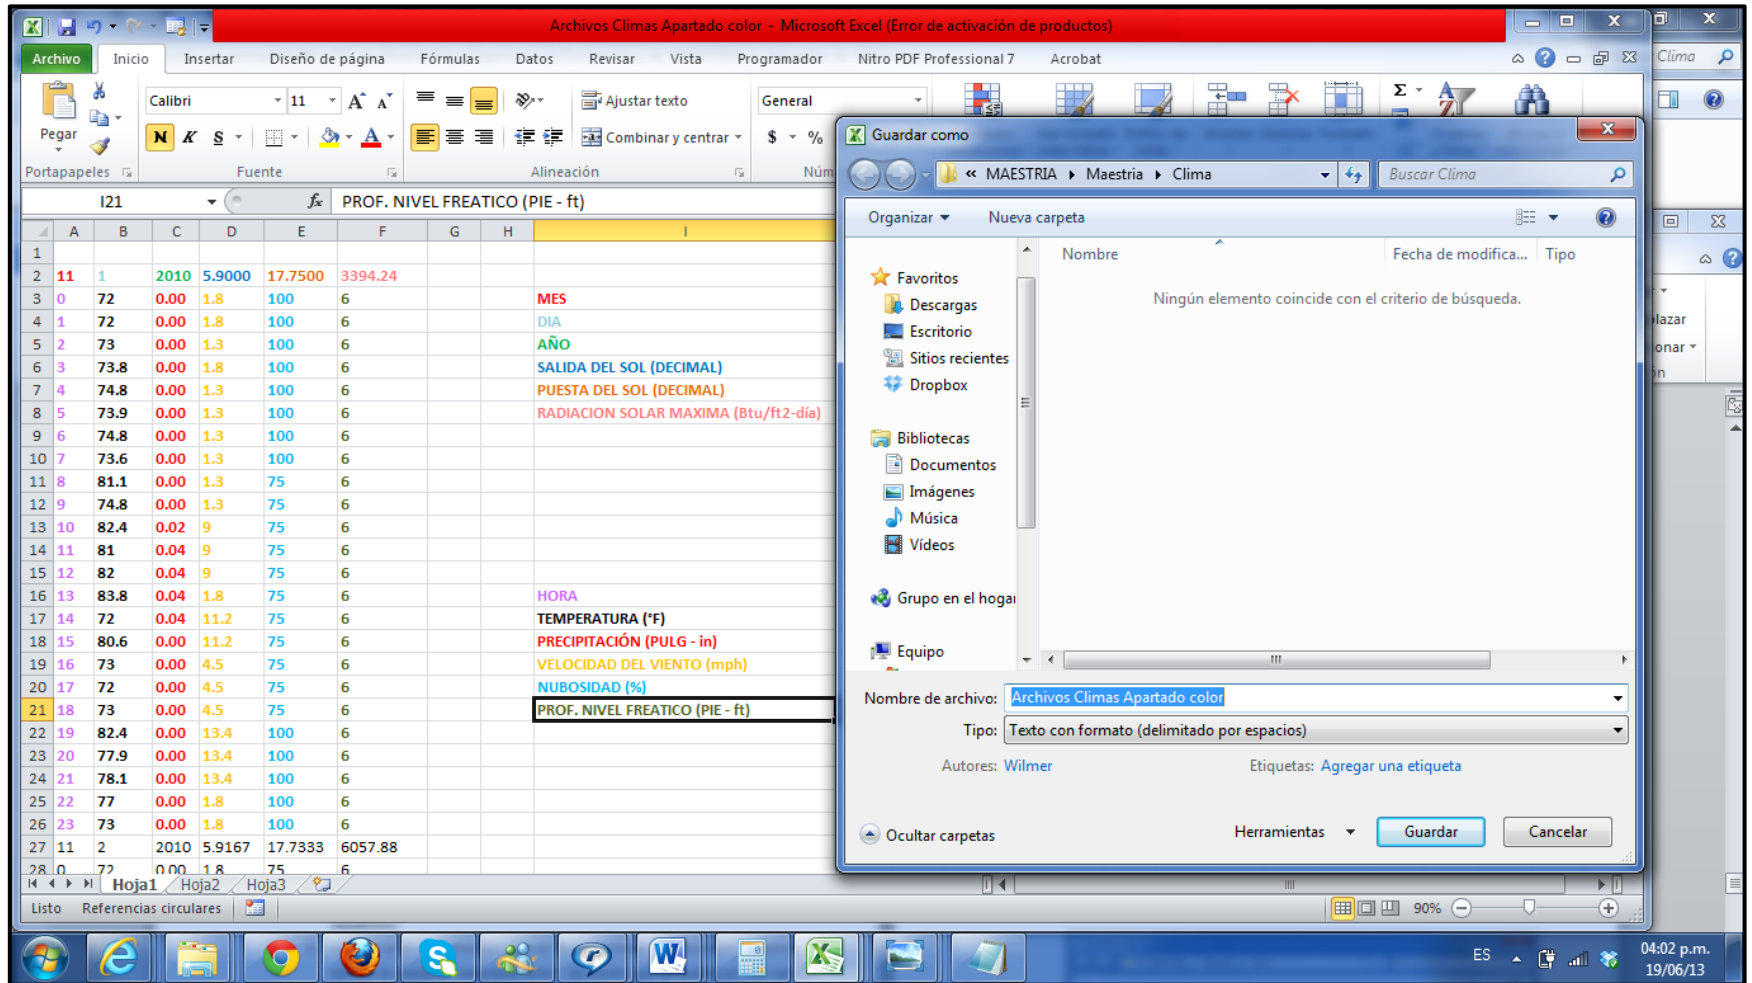 Archivos Climas Apartado color - Microsoft Excel (Error de activación de productos)
Archivo Inicio Insertar Diseño de página Fórmulas Datos Revisar Vista Programador Nitro PDF Professional 7 Acrobat
Clima
Calibri 11 A A Ajustar texto General
Pegar N K S A Combinar y centrar $ %
Portapapeles Fuente Alineación Núm
I21 fx PROF. NIVEL FREATICO (PIE - ft)
A B C D E F G H I
1
2 11 1 2010 5.9000 17.7500 3394.24
3 0 72 0.00 1.8 100 6 MES
4 1 72 0.00 1.8 100 6 DIA
5 2 73 0.00 1.3 100 6 AÑO
6 3 73.8 0.00 1.8 100 6 SALIDA DEL SOL (DECIMAL)
7 4 74.8 0.00 1.3 100 6 PUESTA DEL SOL (DECIMAL)
8 5 73.9 0.00 1.3 100 6 RADIACION SOLAR MAXIMA (Btu/ft2-día)
9 6 74.8 0.00 1.3 100 6
10 7 73.6 0.00 1.3 100 6
11 8 81.1 0.00 1.3 75 6
12 9 74.8 0.00 1.3 75 6
13 10 82.4 0.02 9 75 6
14 11 81 0.04 9 75 6
15 12 82 0.04 9 75 6
16 13 83.8 0.04 1.8 75 6 HORA
17 14 72 0.04 11.2 75 6 TEMPERATURA (°F)
18 15 80.6 0.00 11.2 75 6 PRECIPITACIÓN (PULG - in)
19 16 73 0.00 4.5 75 6 VELOCIDAD DEL VIENTO (mph)
20 17 72 0.00 4.5 75 6 NUBOSIDAD (%)
21 18 73 0.00 4.5 75 6 PROF. NIVEL FREATICO (PIE - ft)
22 19 82.4 0.00 13.4 100 6
23 20 77.9 0.00 13.4 100 6
24 21 78.1 0.00 13.4 100 6
25 22 77 0.00 1.8 100 6
26 23 73 0.00 1.8 100 6
27 11 2 2010 5.9167 17.7333 6057.88
28 0 72 0.00 1.8 75 6
Hoja1 Hoja2 Hoja3
Listo Referencias circulares 90%
Guardar como
« MAESTRIA Maestria Clima Buscar Clima
Organizar Nueva carpeta
Nombre Fecha de modifica... Tipo
Ningún elemento coincide con el criterio de búsqueda.
Favoritos
Descargas
Escritorio
Sitios recientes
Dropbox
Bibliotecas
Documentos
Imágenes
Música
Vídeos
Grupo en el hogar
Equipo
Nombre de archivo: Archivos Climas Apartado color
Tipo: Texto con formato (delimitado por espacios)
Autores: Wilmer Etiquetas: Agregar una etiqueta
Ocultar carpetas Herramientas Guardar Cancelar
lazar
onar
ón
ES 04:02 p.m.
19/06/13